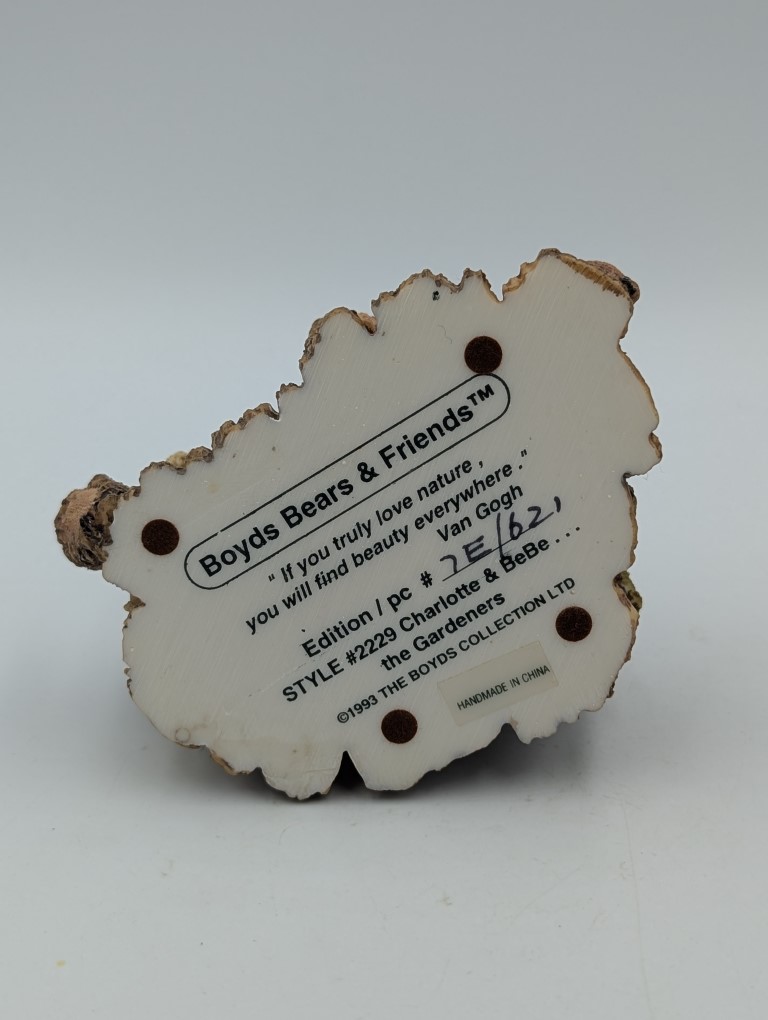 Boyds Bears & Friends™
" If you truly love nature ,
you will find beauty everywhere ."
Van Gogh
Edition / pc # 7E/621
STYLE #2229 Charlotte & BeBe . . .
the Gardeners
©1993 THE BOYDS COLLECTION LTD
HANDMADE IN CHINA